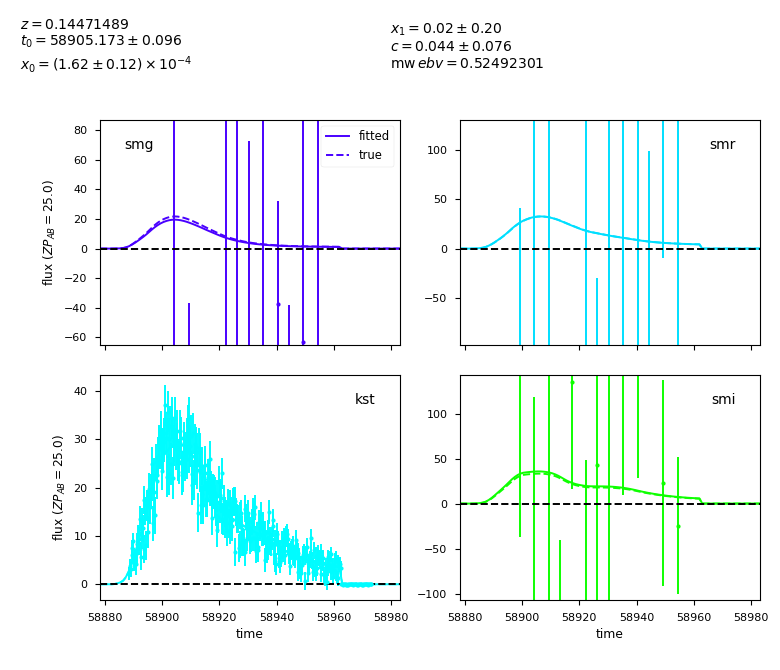 z = 0.14471489
t₀ = 58905.173 ± 0.096
x₀ = (1.62 ± 0.12) × 10⁻⁴
x₁ = 0.02 ± 0.20
c = 0.044 ± 0.076
mw ebv = 0.52492301
smg
fitted
true
80
60
40
20
0
−20
−40
−60
flux (ZP_AB = 25.0)
smr
100
50
0
−50
kst
40
30
20
10
0
flux (ZP_AB = 25.0)
58880 58900 58920 58940 58960 58980
time
smi
100
50
0
−50
−100
58880 58900 58920 58940 58960 58980
time